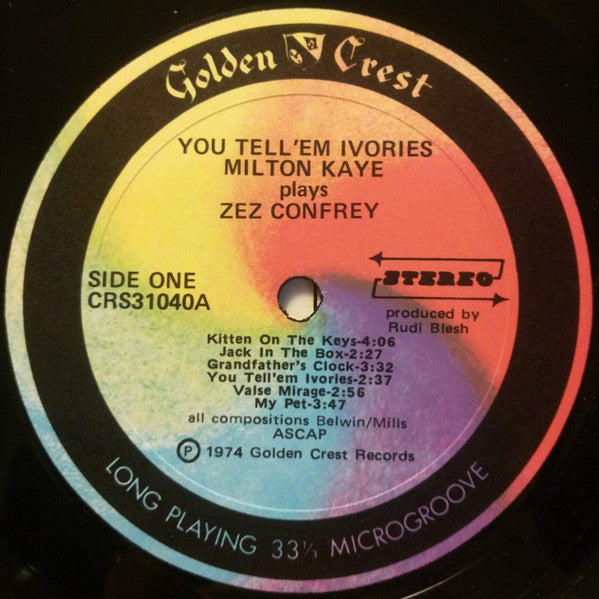 Golden Crest
YOU TELL'EM IVORIES
MILTON KAYE
plays
ZEZ CONFREY
SIDE ONE
CRS31040A
STEREO
produced by
Rudi Blesh
Kitten On The Keys-4:06
Jack In The Box-2:27
Grandfather's Clock-3:32
You Tell'em Ivories-2:37
Valse Mirage-2:56
My Pet-3:47
all compositions Belwin/Mills
ASCAP
Ⓟ 1974 Golden Crest Records
LONG PLAYING 33⅓ MICROGROOVE